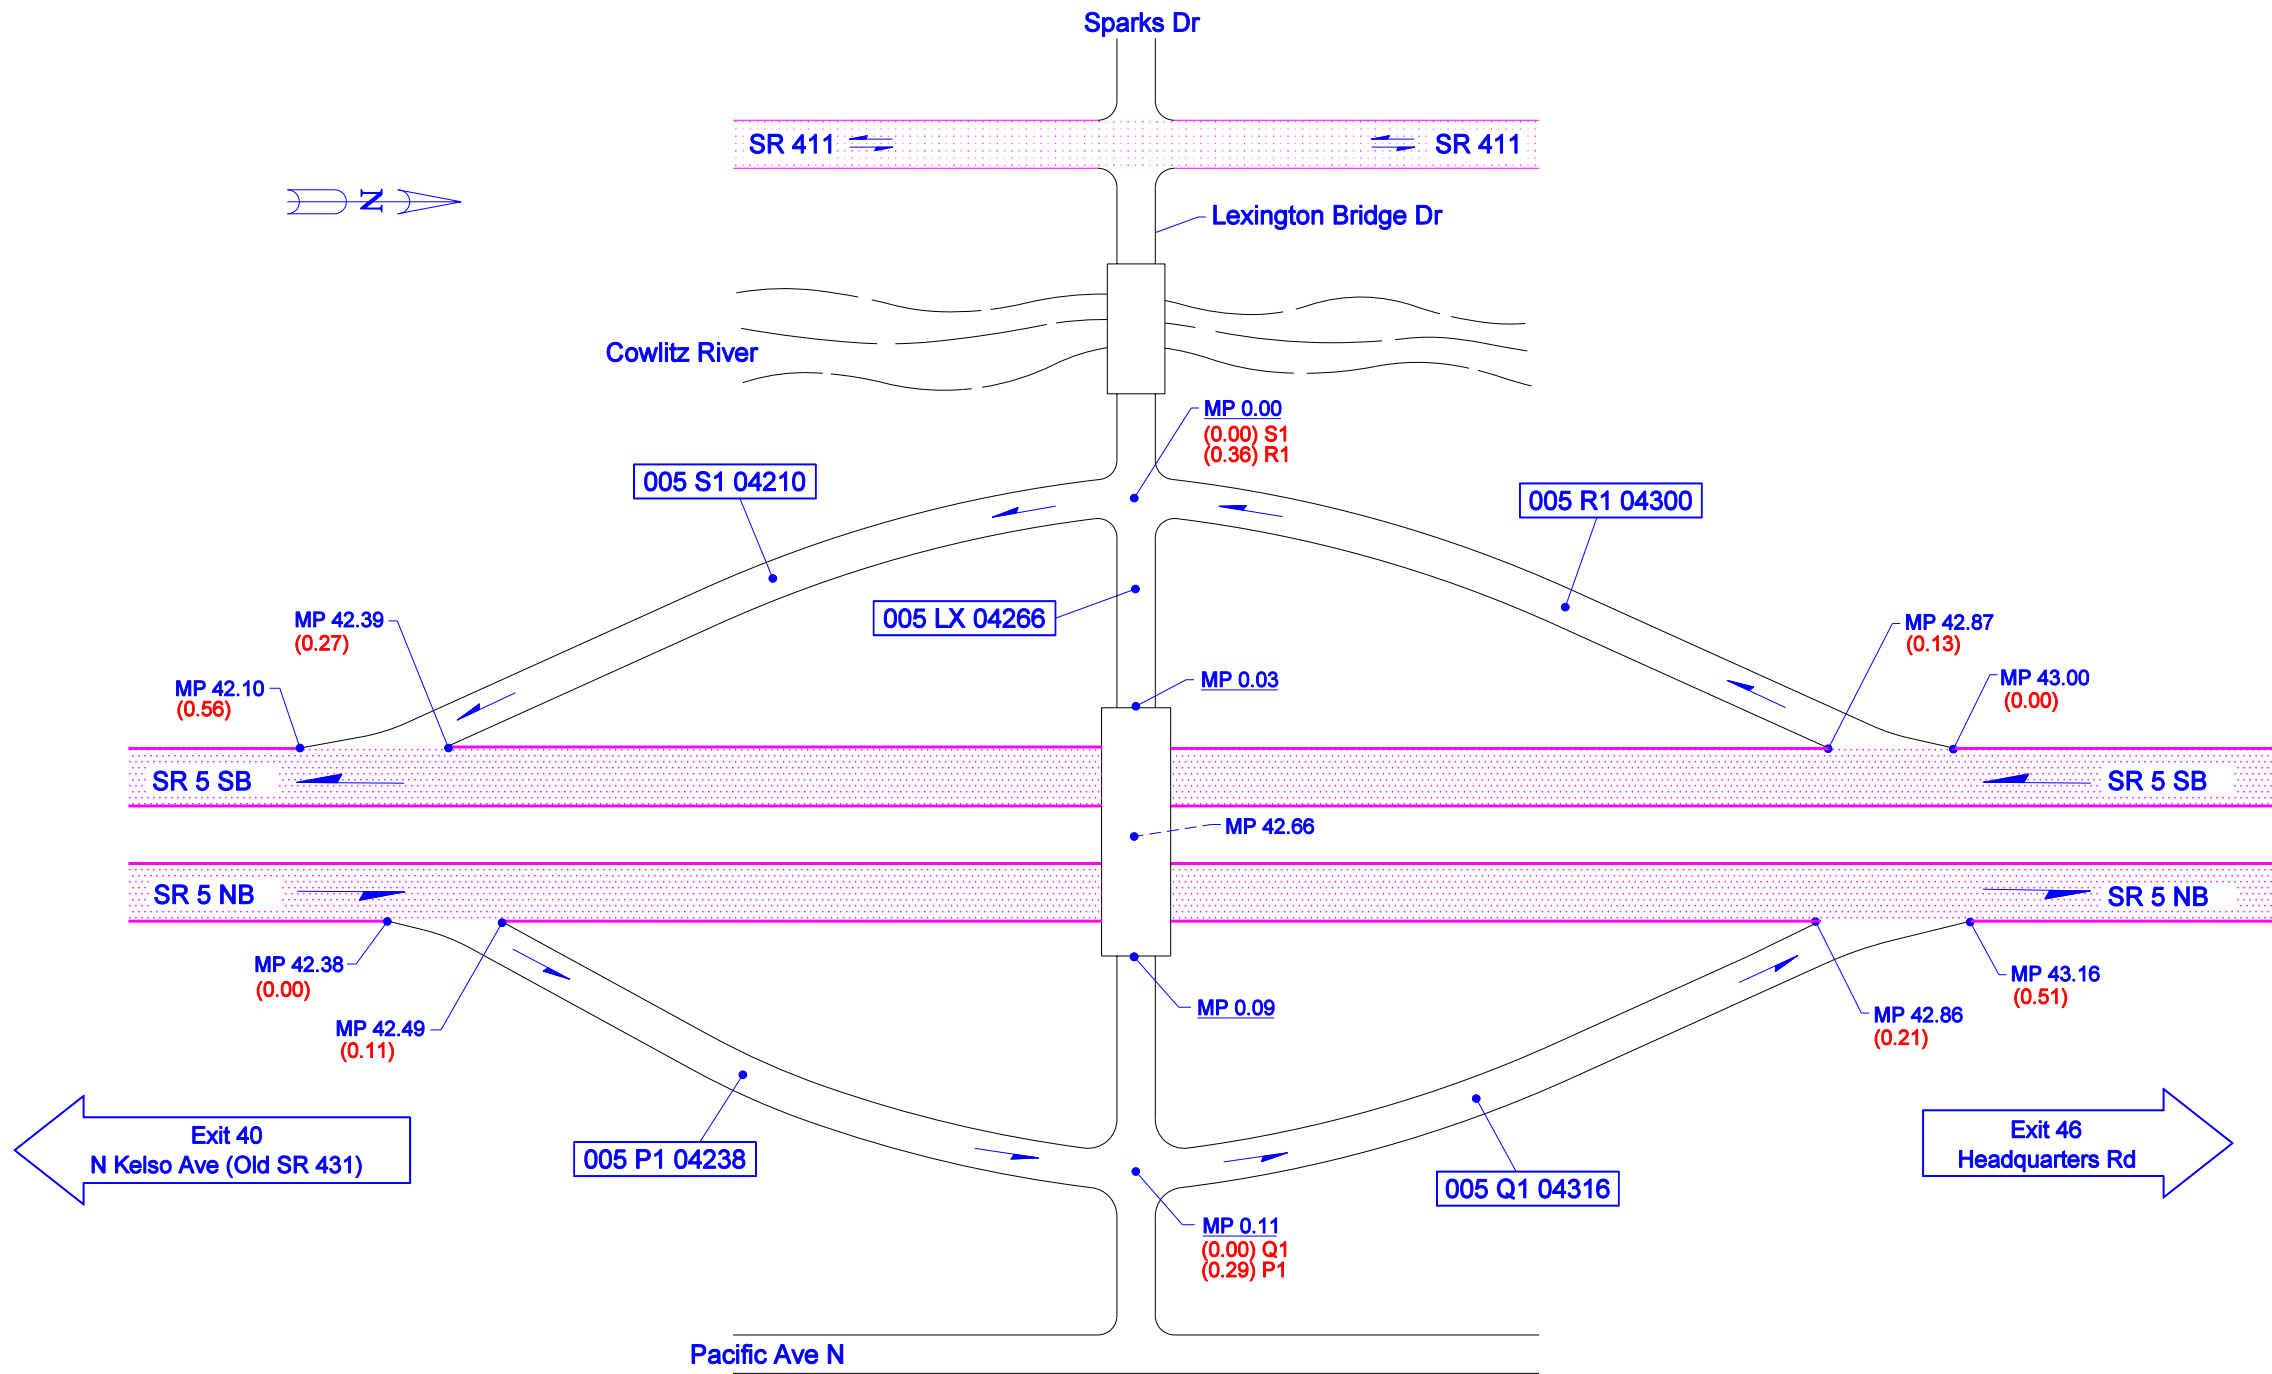 Sparks Dr
SR 411
SR 411
N
Lexington Bridge Dr
Cowlitz River
MP 0.00
(0.00) S1
(0.36) R1
005 S1 04210
005 R1 04300
005 LX 04266
MP 42.39
(0.27)
MP 42.87
(0.13)
MP 42.10
(0.56)
MP 0.03
MP 43.00
(0.00)
SR 5 SB
SR 5 SB
MP 42.66
SR 5 NB
SR 5 NB
MP 42.38
(0.00)
MP 43.16
(0.51)
MP 0.09
MP 42.49
(0.11)
MP 42.86
(0.21)
Exit 40
N Kelso Ave (Old SR 431)
Exit 46
Headquarters Rd
005 P1 04238
005 Q1 04316
MP 0.11
(0.00) Q1
(0.29) P1
Pacific Ave N